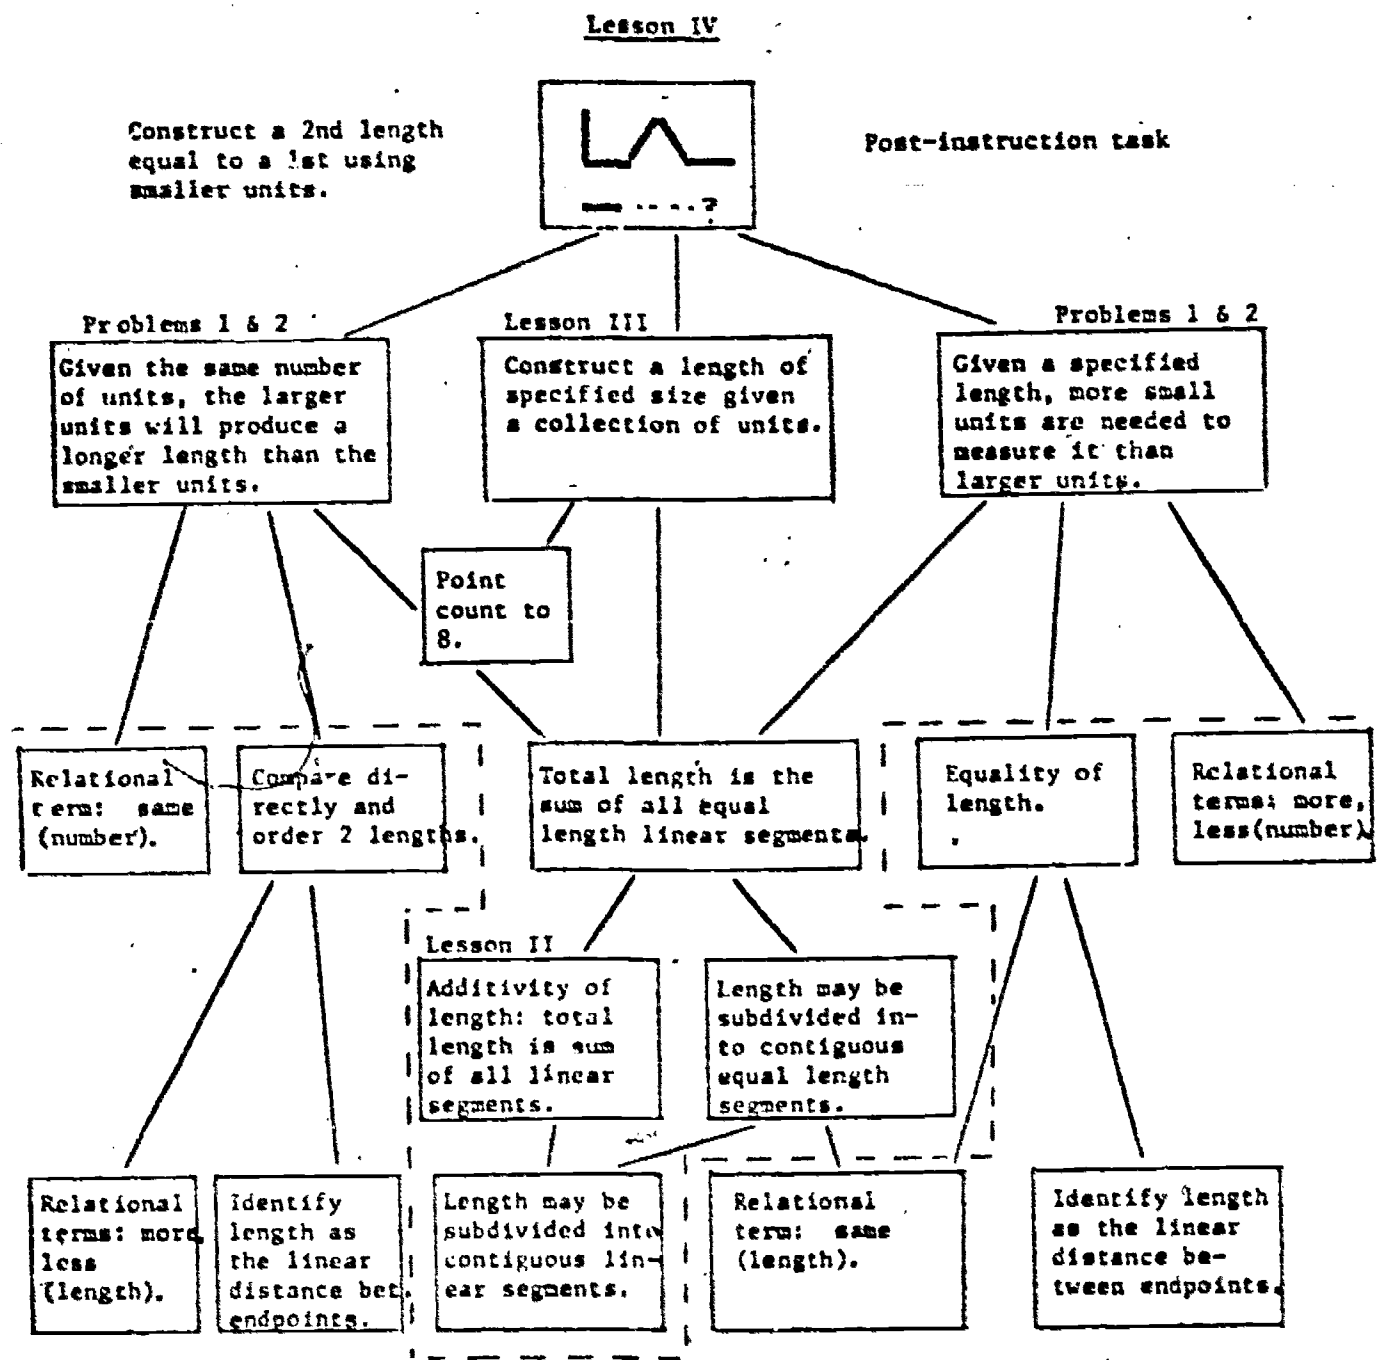 Lesson IV
Construct a 2nd length
equal to a 1st using
smaller units.
?
Post-instruction task
Problems 1 & 2
Given the same number
of units, the larger
units will produce a
longer length than the
smaller units.
Lesson III
Construct a length of
specified size given
a collection of units.
Problems 1 & 2
Given a specified
length, more small
units are needed to
measure it than
larger units.
Point
count to
8.
Relational
term: same
(number).
Compare di-
rectly and
order 2 lengths.
Total length is the
sum of all equal
length linear segments.
Equality of
length.
Relational
terms: more,
less(number)
Lesson II
Additivity of
length: total
length is sum
of all linear
segments.
Length may be
subdivided in-
to contiguous
equal length
segments.
Relational
terms: more,
less
(length).
Identify
length as
the linear
distance bet.
endpoints.
Length may be
subdivided into
contiguous lin-
ear segments.
Relational
term: same
(length).
Identify length
as the linear
distance be-
tween endpoints.